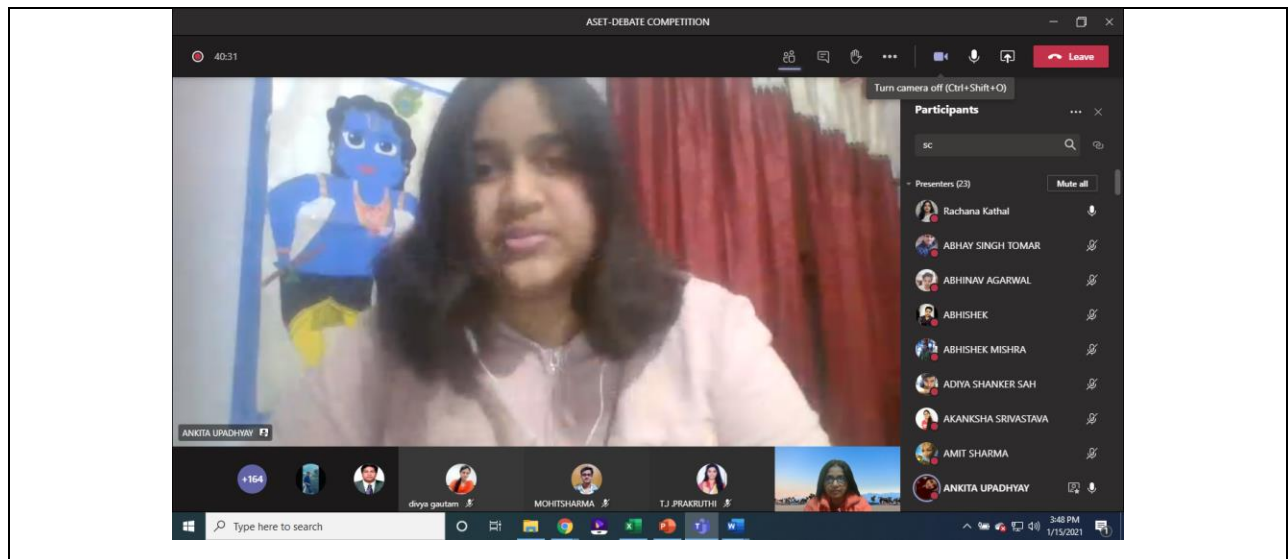 ASET-DEBATE COMPETITION
40:31
Leave
Turn camera off (Ctrl+Shift+O)
Participants
sc
Presenters (23)
Mute all
Rachana Kathal
ABHAY SINGH TOMAR
ABHINAV AGARWAL
ABHISHEK
ABHISHEK MISHRA
ADIYA SHANKER SAH
AKANKSHA SRIVASTAVA
AMIT SHARMA
ANKITA UPADHYAY
ANKITA UPADHYAY
+164
divya gautam
MOHITSHARMA
T.J .PRAKRUTHI
Type here to search
3:48 PM
1/15/2021